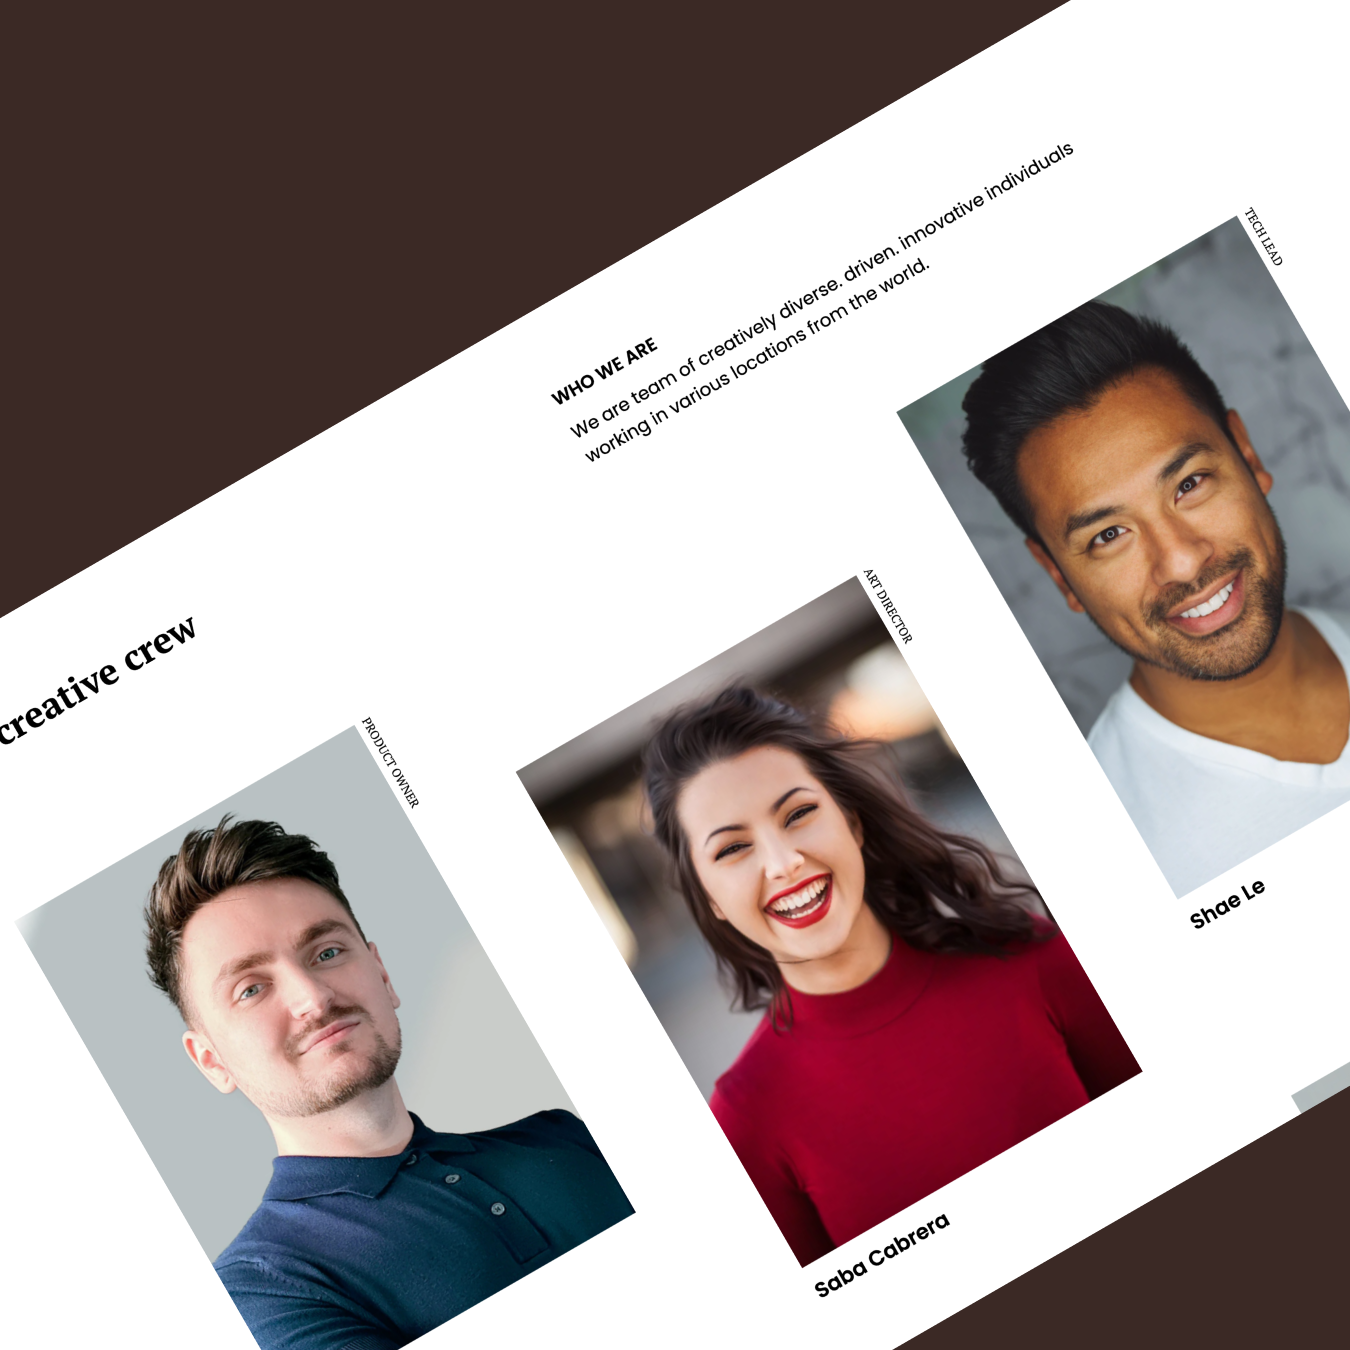 creative crew
WHO WE ARE
We are team of creatively diverse. driven. innovative individuals
working in various locations from the world.
PRODUCT OWNER
ART DIRECTOR
Saba Cabrera
TECH LEAD
Shae Le